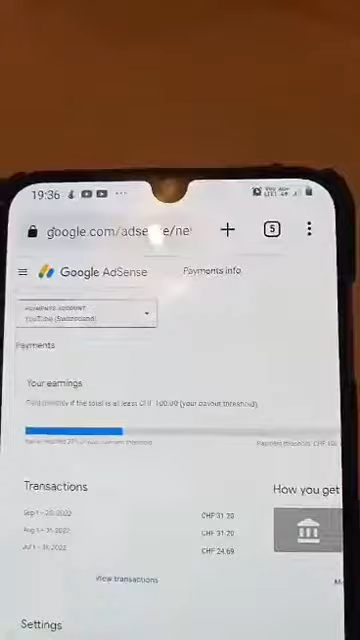 19:36
google.com/adsense/ne
5
Google AdSense
Payments info
PAYMENTS ACCOUNT
YouTube (Switzerland)
Payments
Your earnings
Paid monthly if the total is at least CHF 100.00 (your payout threshold)
Transactions
How you get
Sep 1 – 20, 2022 CHF 31.20
Aug 1 – 31, 2022 CHF 31.20
Jul 1 – 31, 2022 CHF 24.69
View transactions
Settings